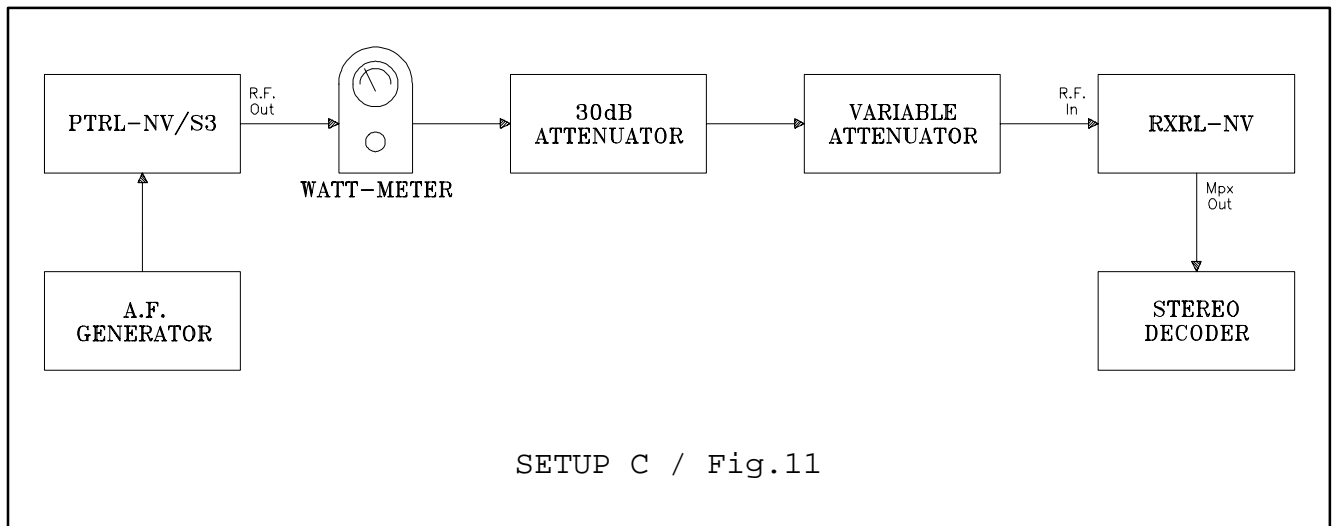 PTRL-NV/S3
R.F.
Out
WATT-METER
30dB
ATTENUATOR
VARIABLE
ATTENUATOR
R.F.
In
RXRL-NV
Mpx
Out
A.F.
GENERATOR
STEREO
DECODER
SETUP C / Fig.11